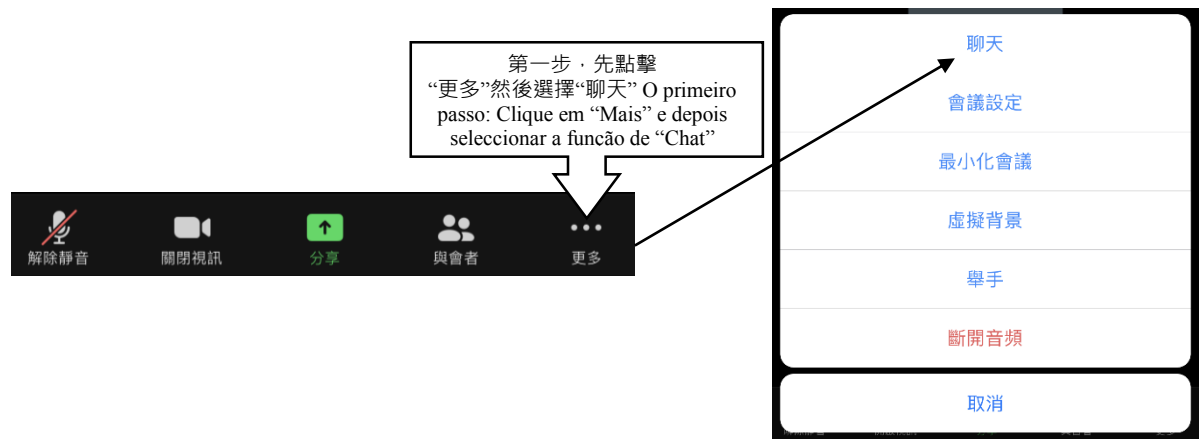 第一步，先點擊
“更多”然後選擇“聊天” O primeiro
passo: Clique em “Mais” e depois
seleccionar a funcão de “Chat”
解除靜音
關閉視訊
分享
與會者
更多
聊天
會議設定
最小化會議
虛擬背景
舉手
斷開音頻
取消